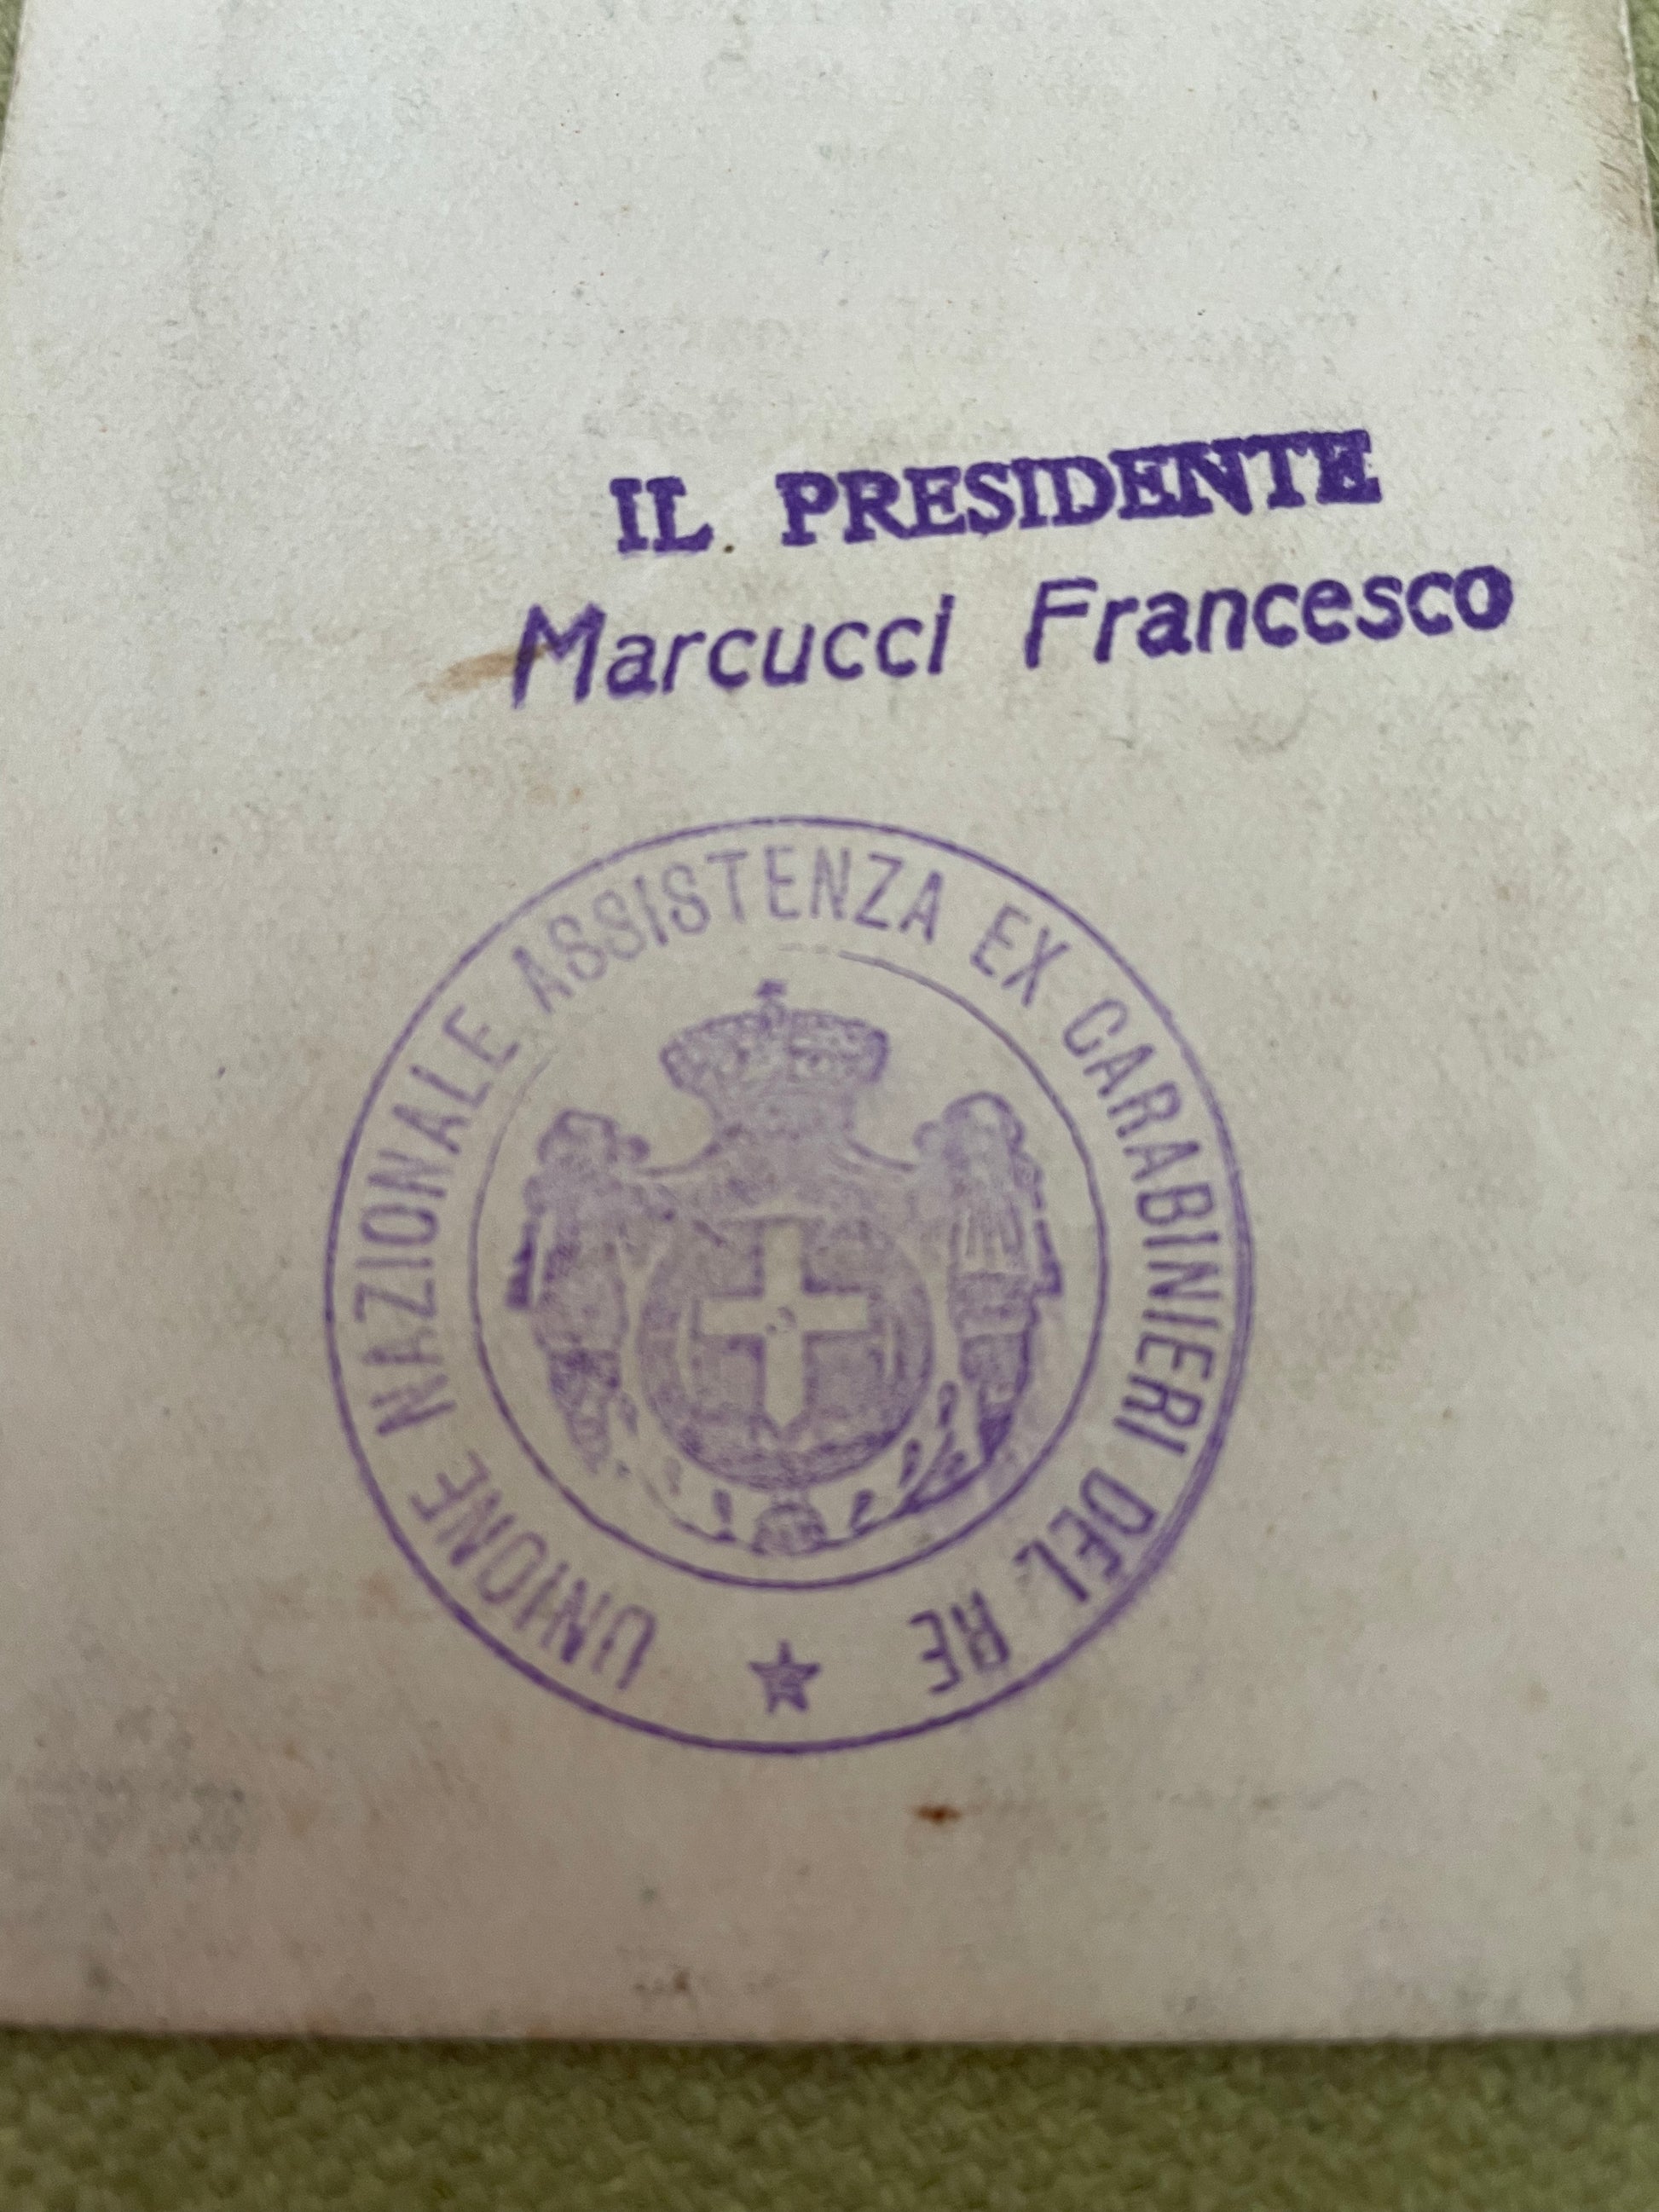 IL PRESIDENTE
Marcucci Francesco
UNIONE NAZIONALE ASSISTENZA EX CARABINIERI DEL RE